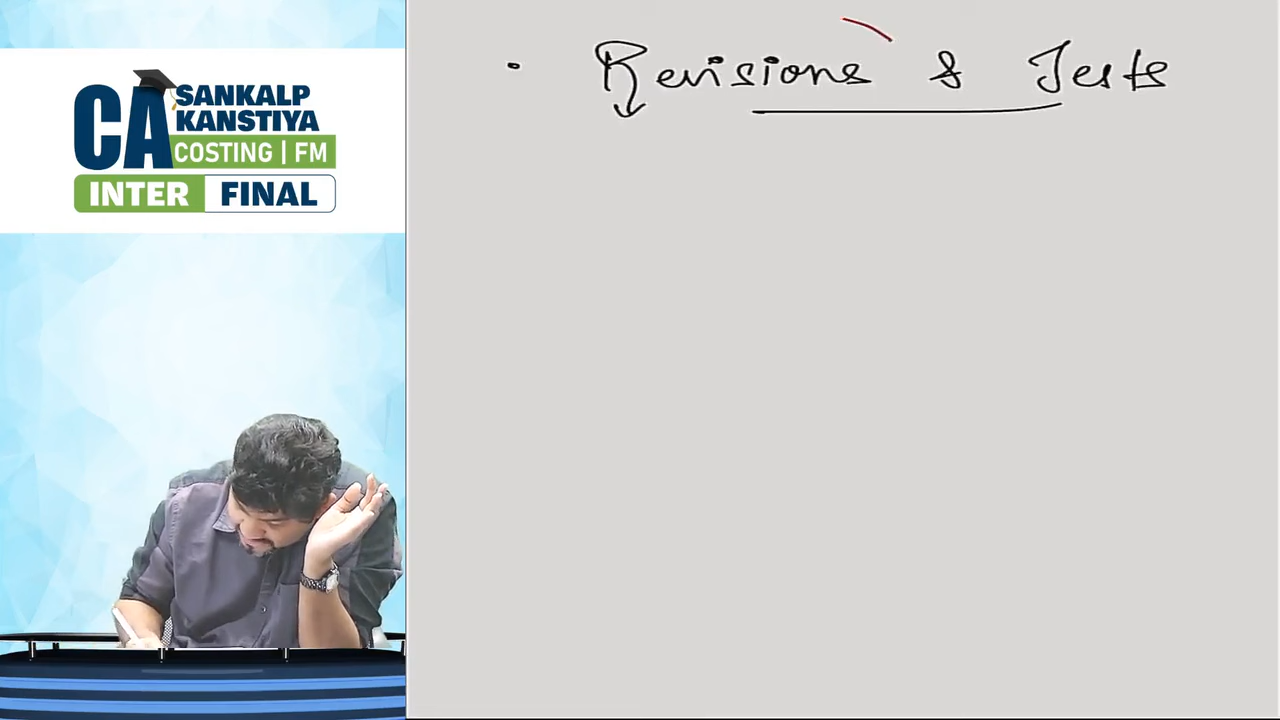 CA SANKALP
KANSTIYA
COSTING | FM
INTER FINAL
• Revisions & Tests